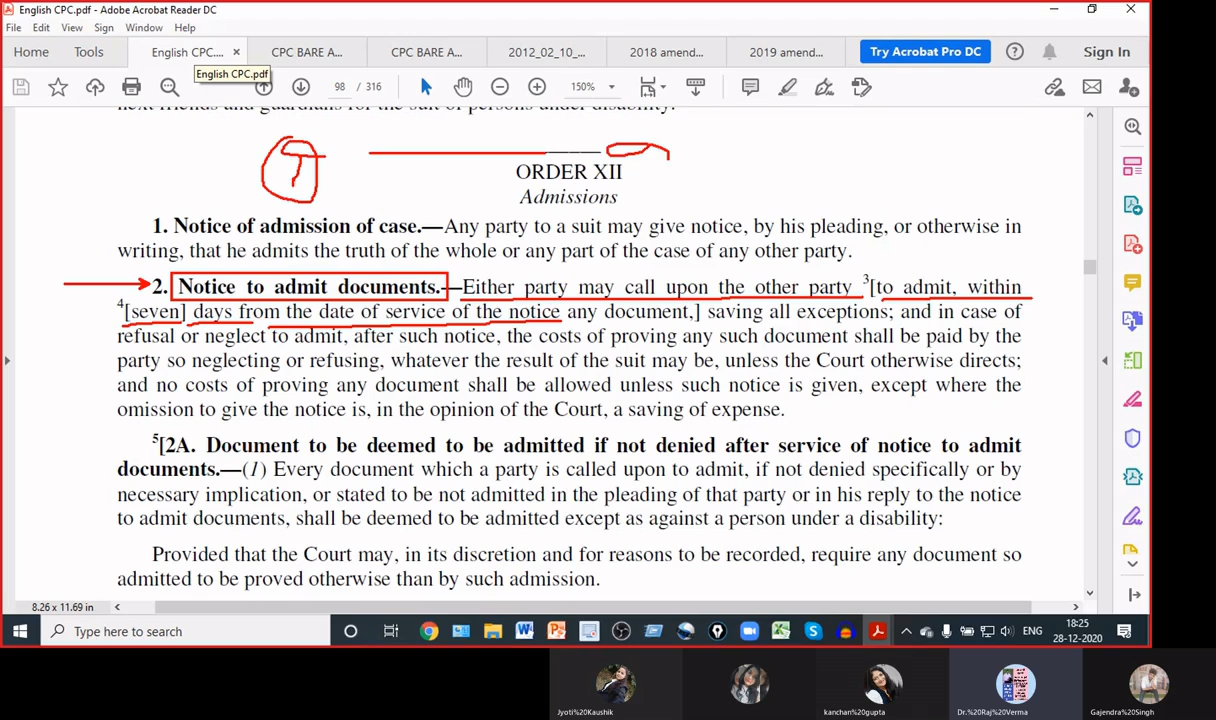 English CPC.pdf - Adobe Acrobat Reader DC
File Edit View Sign Window Help
Home Tools English CPC.... × CPC BARE A... CPC BARE A... 2012_02_10_... 2018 amend... 2019 amend... Try Acrobat Pro DC Sign In
English CPC.pdf
98 / 316 150%
next friends and guardians for the suit of persons under disability.
ORDER XII
Admissions
1. Notice of admission of case.—Any party to a suit may give notice, by his pleading, or otherwise in
writing, that he admits the truth of the whole or any part of the case of any other party.
2. Notice to admit documents.—Either party may call upon the other party 3[to admit, within
4[seven] days from the date of service of the notice any document,] saving all exceptions; and in case of
refusal or neglect to admit, after such notice, the costs of proving any such document shall be paid by the
party so neglecting or refusing, whatever the result of the suit may be, unless the Court otherwise directs;
and no costs of proving any document shall be allowed unless such notice is given, except where the
omission to give the notice is, in the opinion of the Court, a saving of expense.
5[2A. Document to be deemed to be admitted if not denied after service of notice to admit
documents.—(1) Every document which a party is called upon to admit, if not denied specifically or by
necessary implication, or stated to be not admitted in the pleading of that party or in his reply to the notice
to admit documents, shall be deemed to be admitted except as against a person under a disability:
Provided that the Court may, in its discretion and for reasons to be recorded, require any document so
admitted to be proved otherwise than by such admission.
8.26 x 11.69 in
Type here to search
ENG
18:25
28-12-2020
Jyoti%20Kaushik
kanchan%20gupta
Dr.%20Raj%20Verma
Gajendra%20Singh